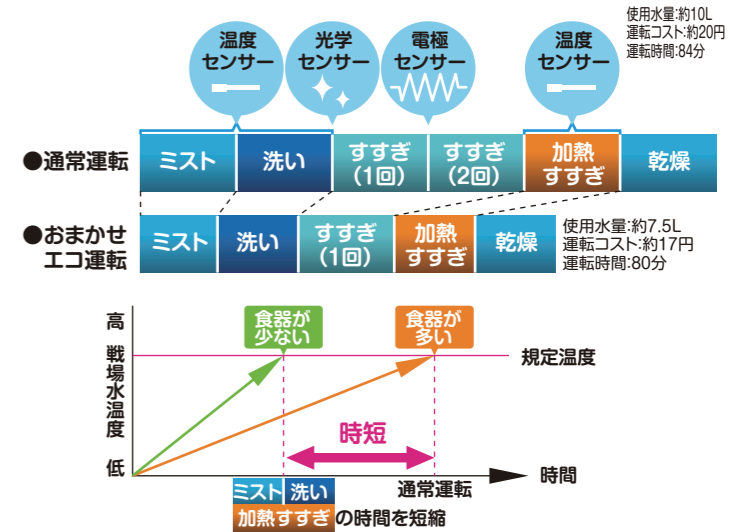 使用水量:約10L
運転コスト:約20円
運転時間:84分
温度
センサー
光学
センサー
電極
センサー
温度
センサー
●通常運転
ミスト
洗い
すすぎ
(1回)
すすぎ
(2回)
加熱
すすぎ
乾燥
●おまかせ
エコ運転
ミスト
洗い
すすぎ
(1回)
加熱
すすぎ
乾燥
使用水量:約7.5L
運転コスト:約17円
運転時間:80分
高
戦場水温度
低
食器が
少ない
食器が
多い
規定温度
時短
時間
通常運転
ミスト 洗い
加熱すすぎの時間を短縮